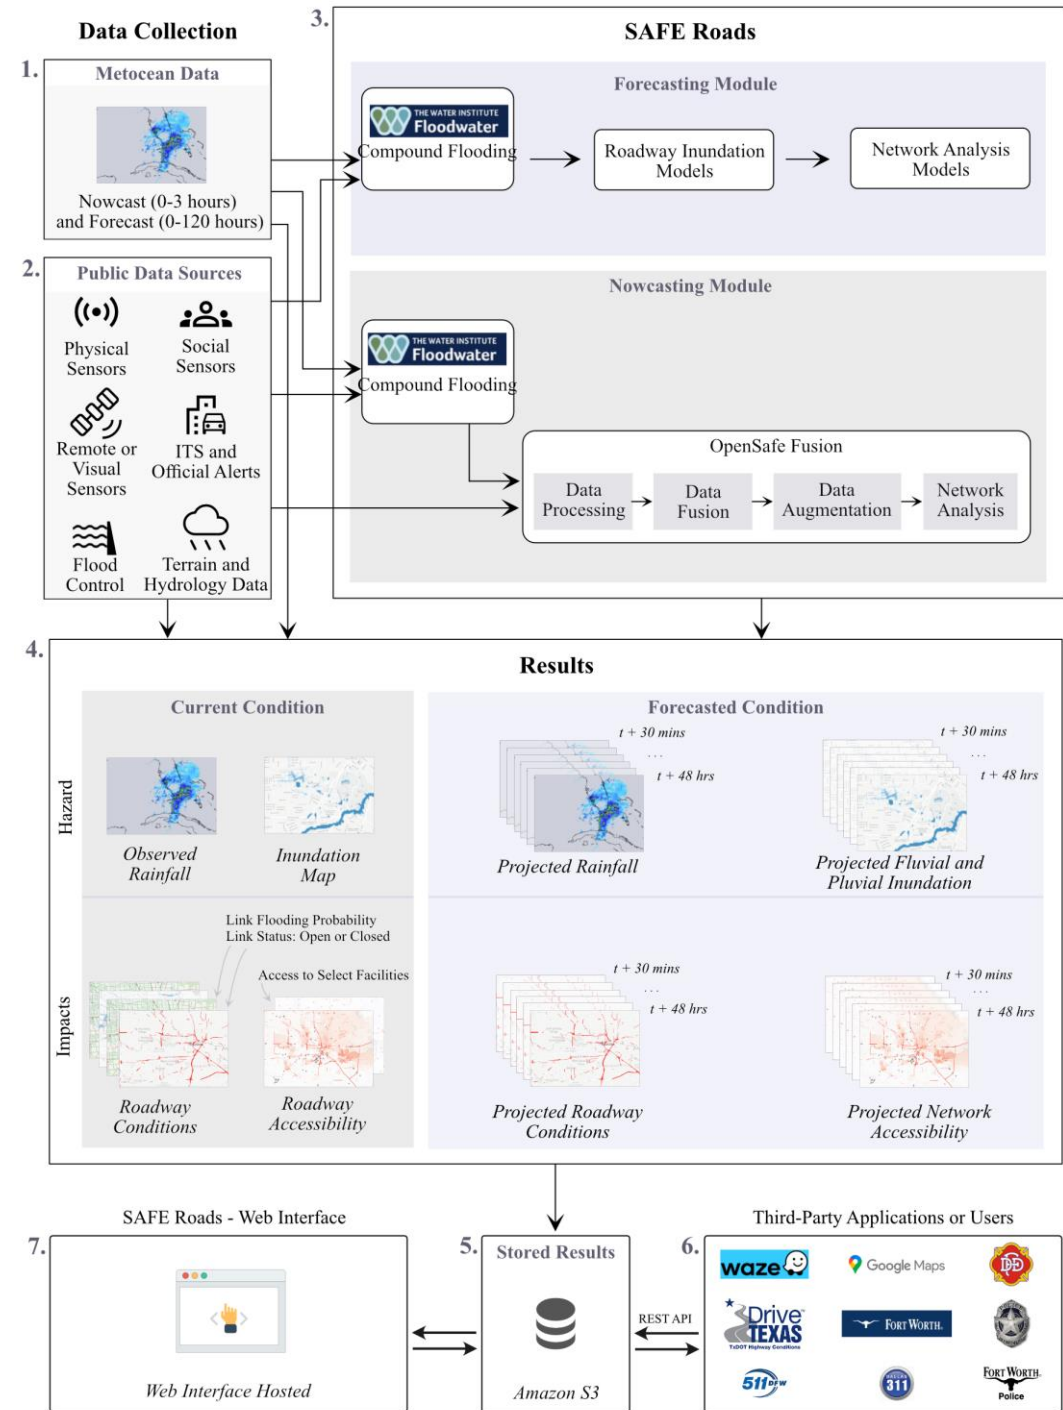 Data Collection
1.
Metocean Data
Nowcast (0-3 hours)
and Forecast (0-120 hours)
2.
Public Data Sources
Physical
Sensors
Social
Sensors
Remote or
Visual
Sensors
ITS and
Official Alerts
Flood
Control
Terrain and
Hydrology Data
3.
SAFE Roads
Forecasting Module
THE WATER INSTITUTE
Floodwater
Compound Flooding
Roadway Inundation
Models
Network Analysis
Models
Nowcasting Module
THE WATER INSTITUTE
Floodwater
Compound Flooding
OpenSafe Fusion
Data
Processing
Data
Fusion
Data
Augmentation
Network
Analysis
4.
Results
Current Condition
Hazard
Observed
Rainfall
Inundation
Map
Forecasted Condition
t + 30 mins
. . .
t + 48 hrs
Projected Rainfall
t + 30 mins
. . .
t + 48 hrs
Projected Fluvial and
Pluvial Inundation
Impacts
Link Flooding Probability
Link Status: Open or Closed
Access to Select Facilities
Roadway
Conditions
Roadway
Accessibility
t + 30 mins
. . .
t + 48 hrs
Projected Roadway
Conditions
t + 30 mins
. . .
t + 48 hrs
Projected Network
Accessibility
SAFE Roads - Web Interface
7.
Web Interface Hosted
5.
Stored Results
Amazon S3
REST API
Third-Party Applications or Users
6.
waze
Google Maps
DFD
Drive
TEXAS
TxDOT Highway Conditions
FORT WORTH.
511DFW
311
FORT WORTH.
Police